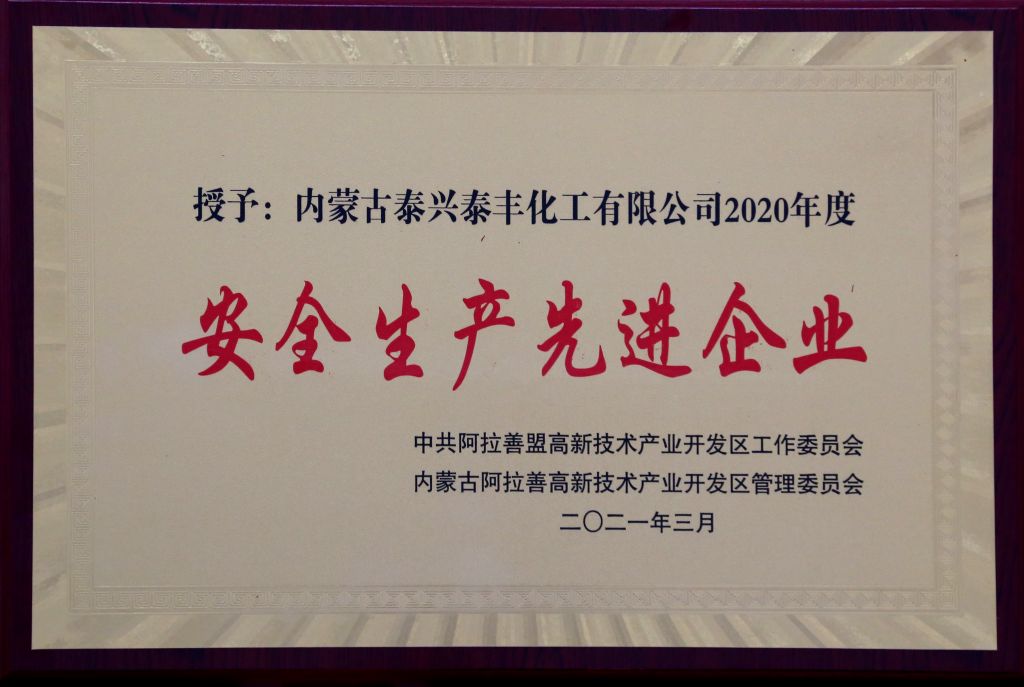 授予：内蒙古泰兴泰丰化工有限公司2020年度
安全生产先进企业
中共阿拉善盟高新技术产业开发区工作委员会
内蒙古阿拉善高新技术产业开发区管理委员会
二〇二一年三月